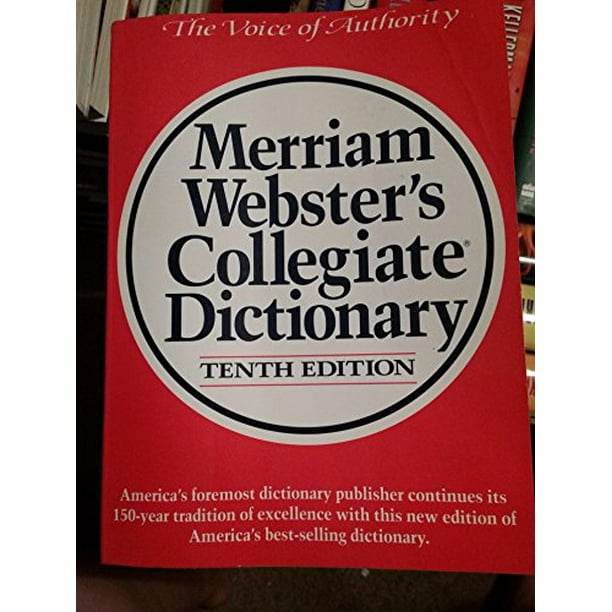 The Voice of Authority
Merriam
Webster's
Collegiate®
Dictionary
TENTH EDITION
America's foremost dictionary publisher continues its
150-year tradition of excellence with this new edition of
America's best-selling dictionary.
KELLERMAN